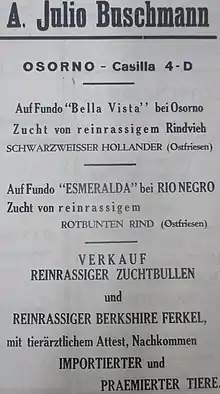 A. Julio Buschmann
OSORNO - Casilla 4-D
Auf Fundo "Bella Vista" bei Osorno
Zucht von reinrassigem Rindvieh
SCHWARZWEISSER HOLLANDER (Ostfriesen)
Auf Fundo "ESMERALDA" bei RIO NEGRO
Zucht von reinrassigem
ROTBUNTEN RIND (Ostfriesen)
VERKAUF
REINRASSIGER ZUCHTBULLEN
und
REINRASSIGER BERKSHIRE FERKEL,
mit tierärztlichem Attest, Nachkommen
IMPORTIERTER und
PRAEMIERTER TIERE.